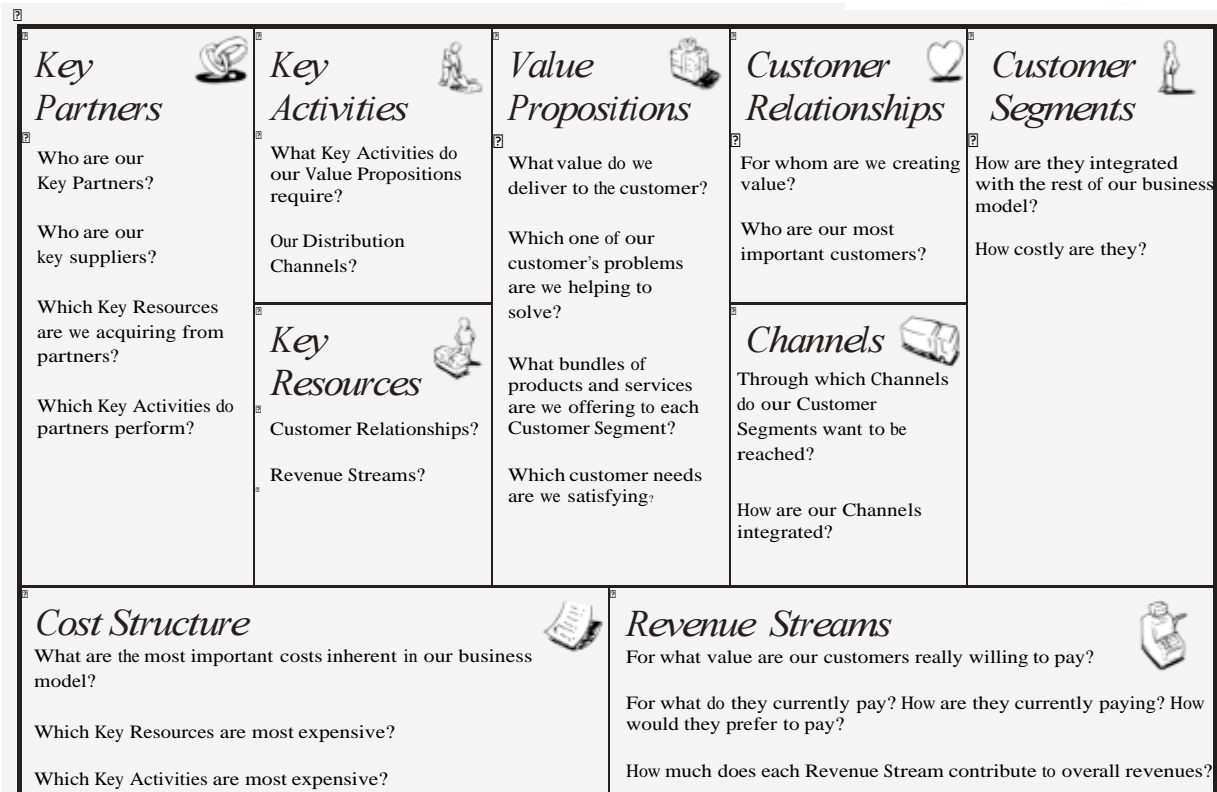 Key
Partners
Who are our
Key Partners?
Who are our
key suppliers?
Which Key Resources
are we acquiring from
partners?
Which Key Activities do
partners perform?
Key
Activities
What Key Activities do
our Value Propositions
require?
Our Distribution
Channels?
Key
Resources
Customer Relationships?
Revenue Streams?
Value
Propositions
What value do we
deliver to the customer?
Which one of our
customer's problems
are we helping to
solve?
What bundles of
products and services
are we offering to each
Customer Segment?
Which customer needs
are we satisfying?
Customer
Relationships
For whom are we creating
value?
Who are our most
important customers?
Channels
Through which Channels
do our Customer
Segments want to be
reached?
How are our Channels
integrated?
Customer
Segments
How are they integrated
with the rest of our business
model?
How costly are they?
Cost Structure
What are the most important costs inherent in our business
model?
Which Key Resources are most expensive?
Which Key Activities are most expensive?
Revenue Streams
For what value are our customers really willing to pay?
For what do they currently pay? How are they currently paying? How
would they prefer to pay?
How much does each Revenue Stream contribute to overall revenues?